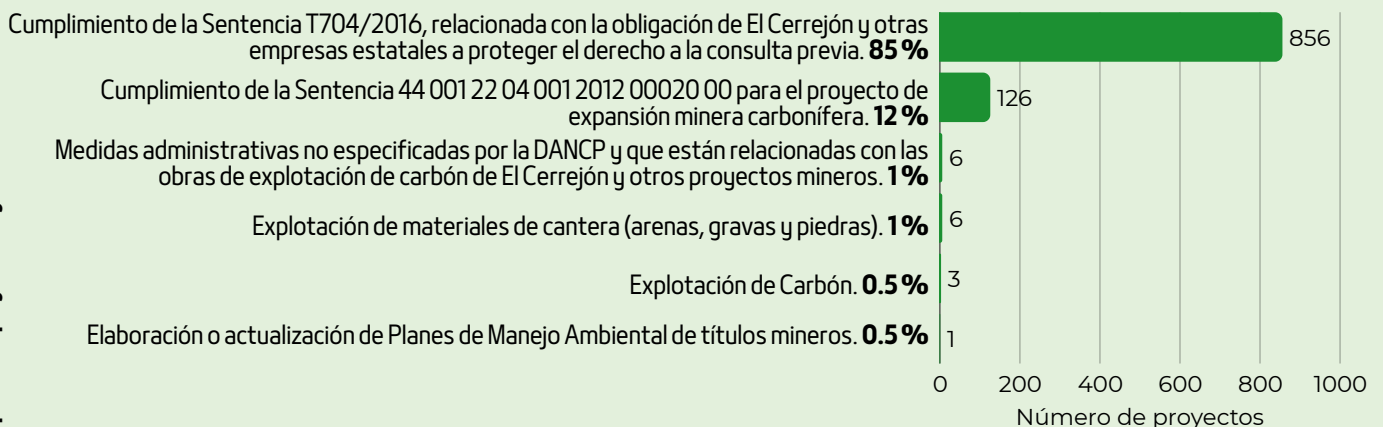 Cumplimiento de la Sentencia T704/2016, relacionada con la obligación de El Cerrejón y otras
empresas estatales a proteger el derecho a la consulta previa. 85 %
856
Cumplimiento de la Sentencia 44 001 22 04 001 2012 00020 00 para el proyecto de
expansión minera carbonífera. 12 %
126
Medidas administrativas no especificadas por la DANCP y que están relacionadas con las
obras de explotación de carbón de El Cerrejón y otros proyectos mineros. 1 %
6
Explotación de materiales de cantera (arenas, gravas y piedras). 1 %
6
Explotación de Carbón. 0.5 %
3
Elaboración o actualización de Planes de Manejo Ambiental de títulos mineros. 0.5 %
1
0 200 400 600 800 1000
Número de proyectos